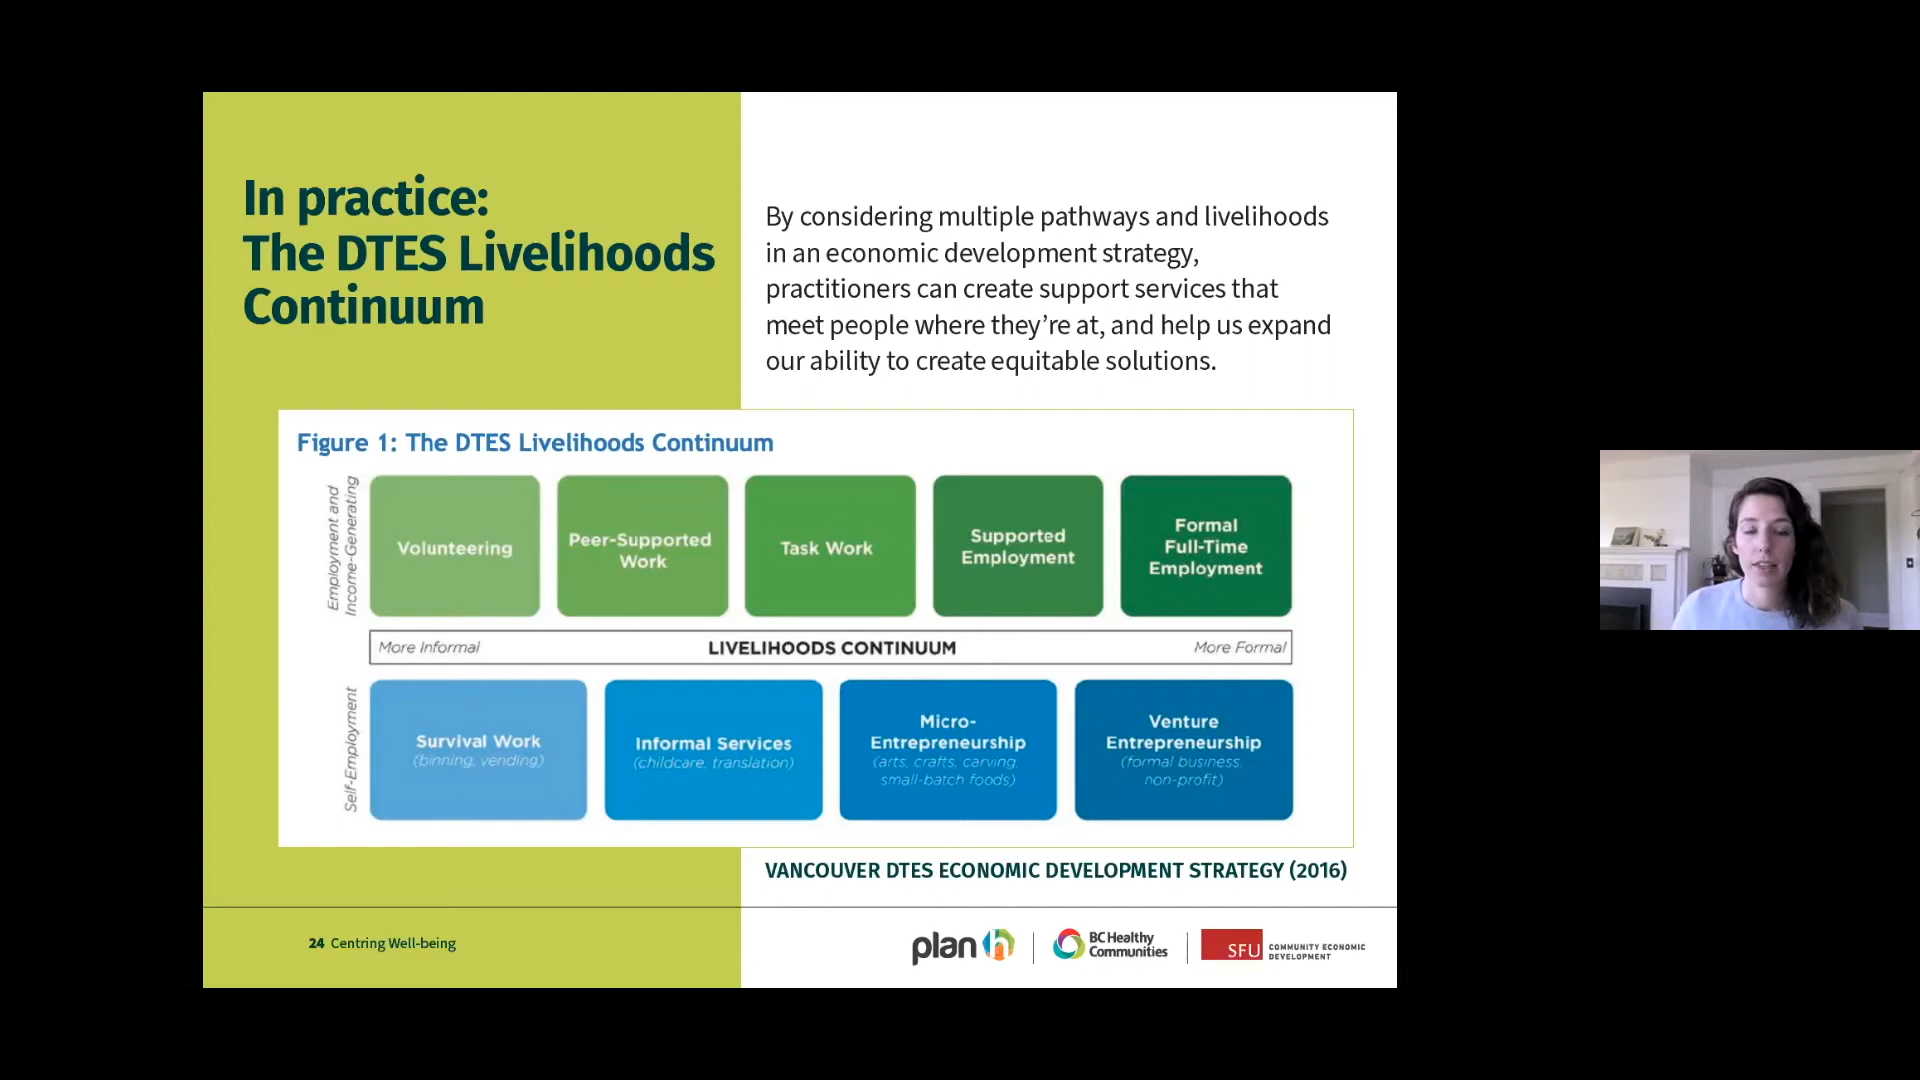 In practice:
The DTES Livelihoods
Continuum
By considering multiple pathways and livelihoods
in an economic development strategy,
practitioners can create support services that
meet people where they're at, and help us expand
our ability to create equitable solutions.
Figure 1: The DTES Livelihoods Continuum
Employment and
Income-Generating
Volunteering
Peer-Supported
Work
Task Work
Supported
Employment
Formal
Full-Time
Employment
More Informal
LIVELIHOODS CONTINUUM
More Formal
Self-Employment
Survival Work
(binning, vending)
Informal Services
(childcare, translation)
Micro-
Entrepreneurship
(arts, crafts, carving,
small-batch foods)
Venture
Entrepreneurship
(formal business,
non-profit)
VANCOUVER DTES ECONOMIC DEVELOPMENT STRATEGY (2016)
24 Centring Well-being
plan h
BC Healthy
Communities
SFU
COMMUNITY ECONOMIC
DEVELOPMENT